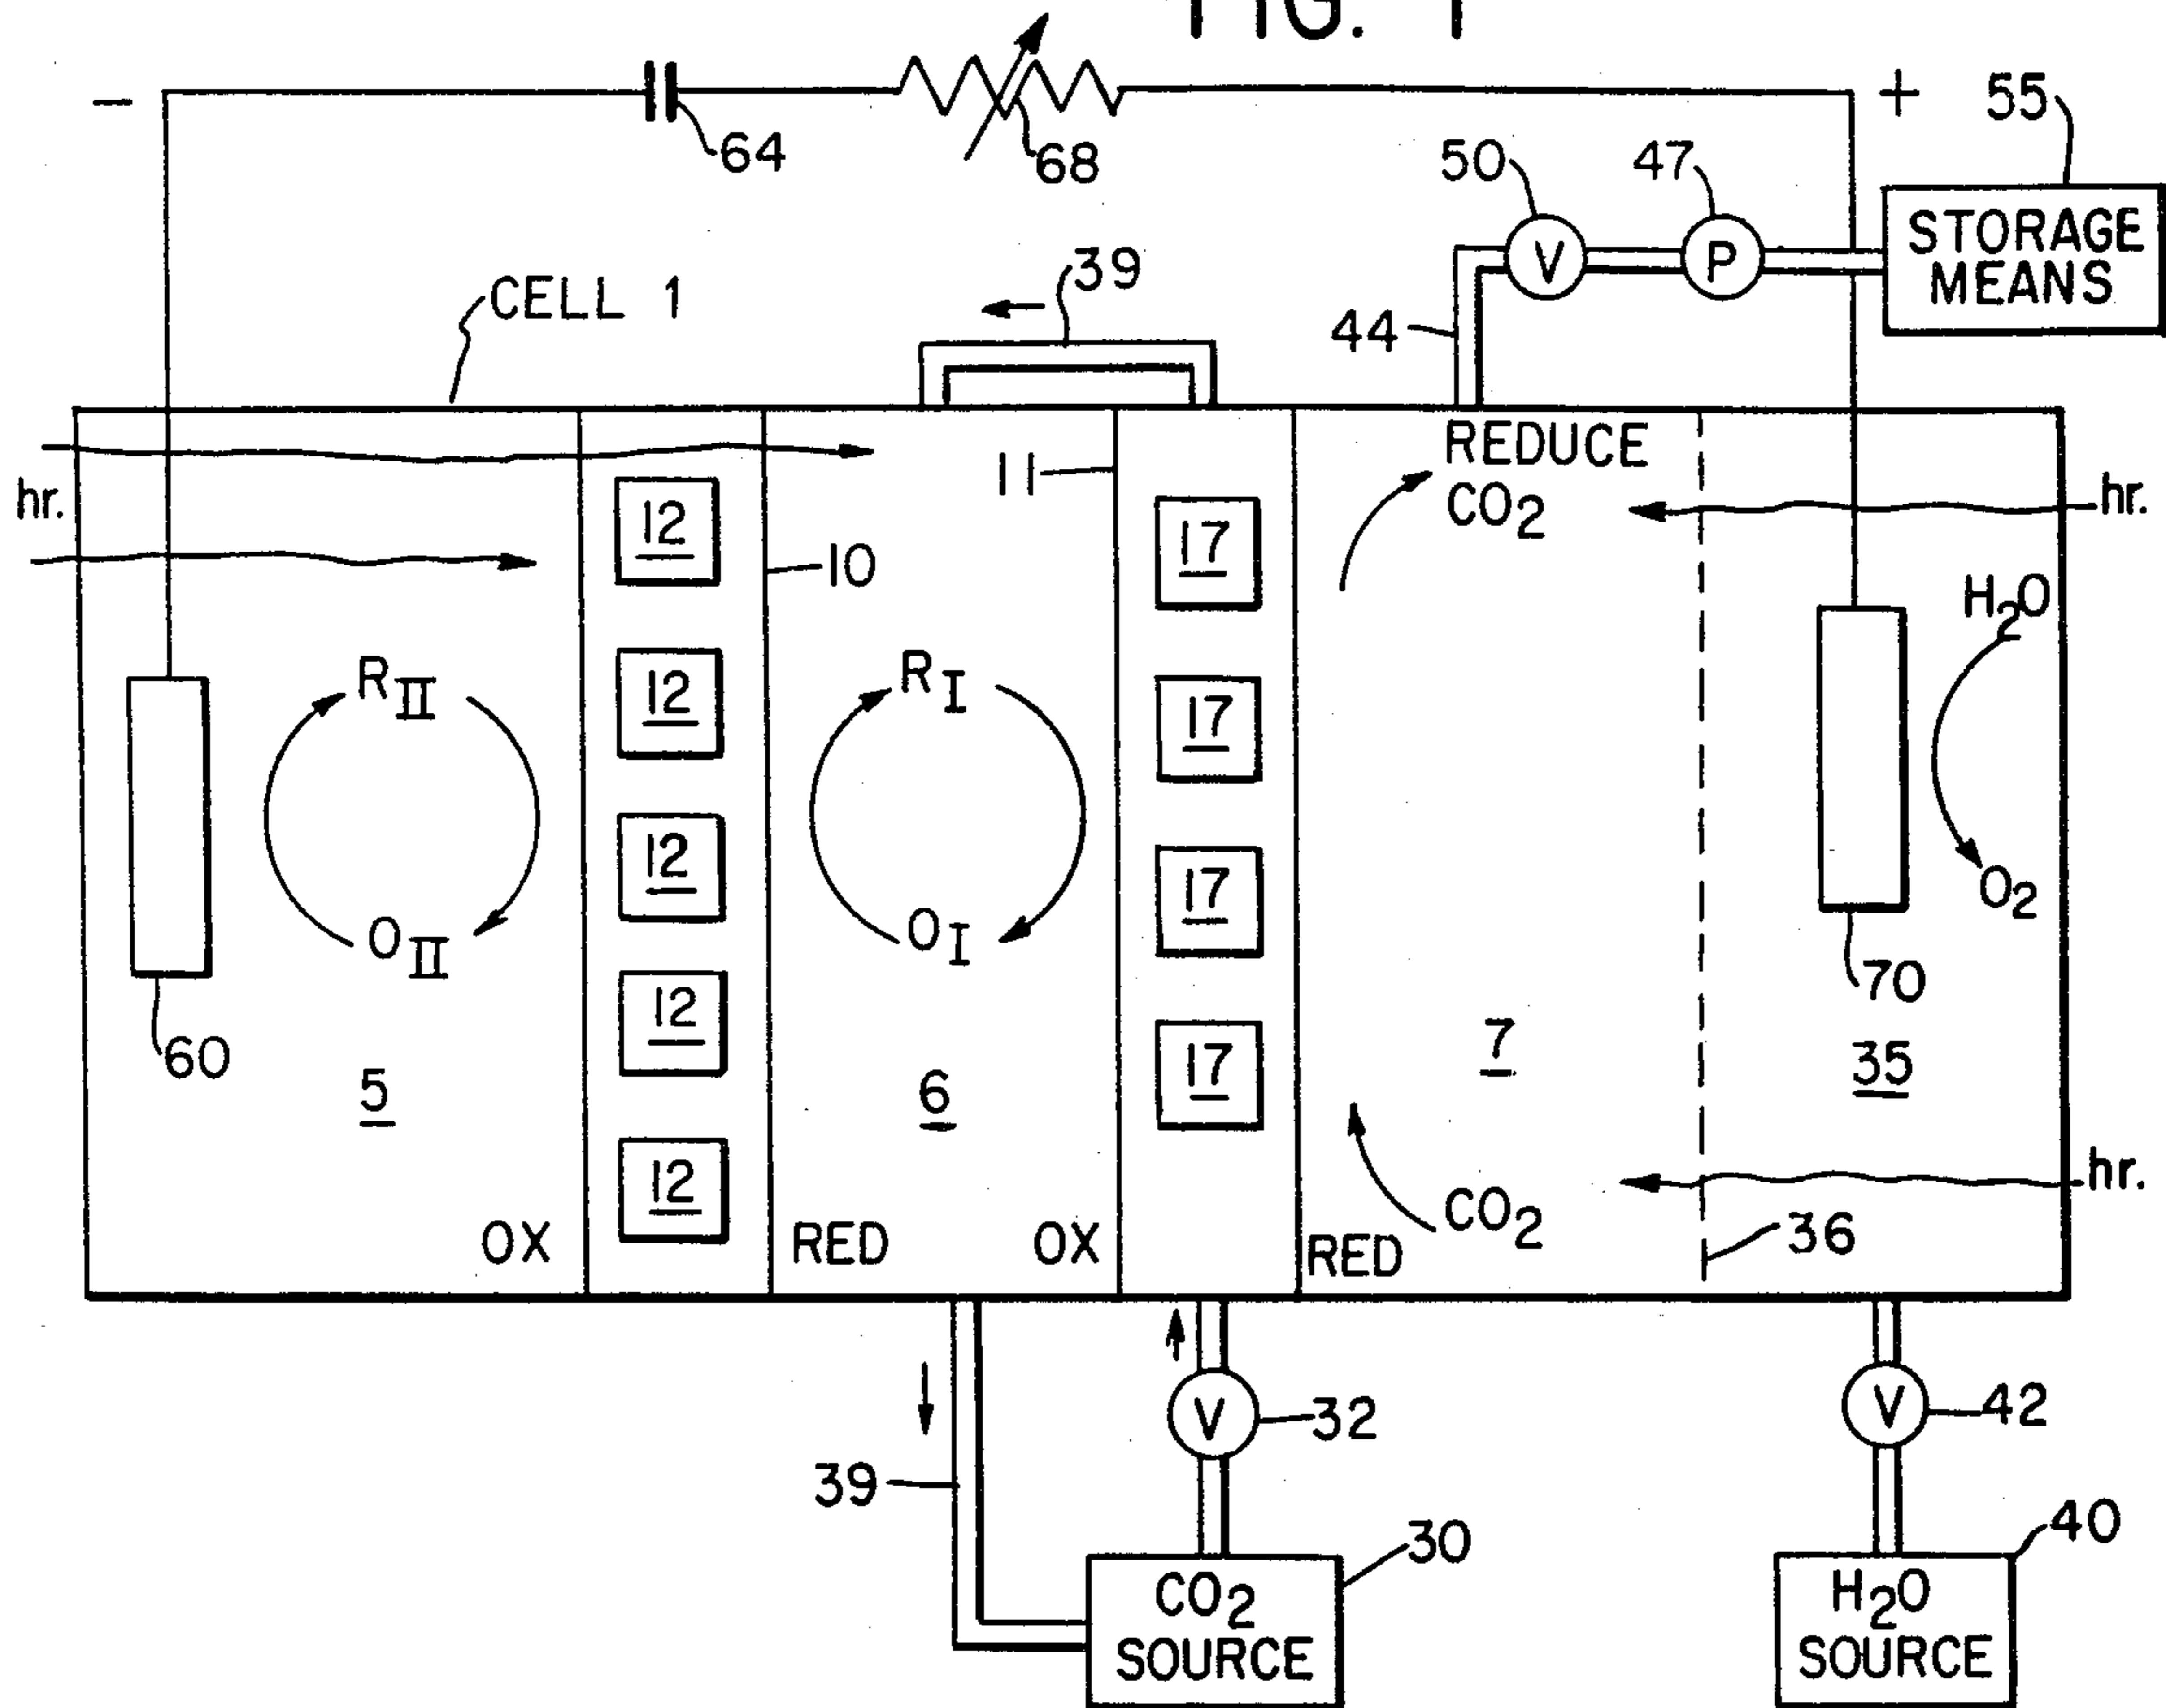 FIG. 1
−
+
55
64
68
50
47
V
P
STORAGE
MEANS
CELL 1
39
44
REDUCE
CO2
11
hr.
hr.
12
17
10
H2O
RII
RI
12
17
12
17
OII
OI
O2
70
60
12
17
7
35
5
6
12
OX
RED
OX
RED
CO2
36
hr.
V
32
V
42
39
30
40
CO2
SOURCE
H2O
SOURCE